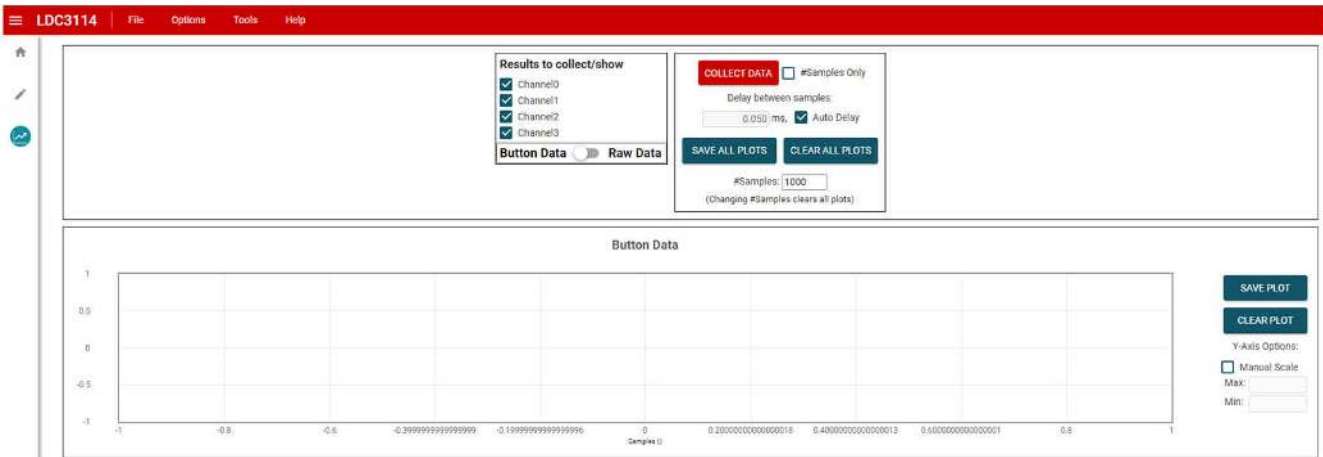 LDC3114 File Options Tools Help
Results to collect/show
Channel0
Channel1
Channel2
Channel3
Button Data Raw Data
COLLECT DATA #Samples Only
Delay between samples:
0.050 ms, Auto Delay
SAVE ALL PLOTS CLEAR ALL PLOTS
#Samples: 1000
(Changing #Samples clears all plots)
Button Data
1
0.5
0
-0.5
-1
-1 -0.8 -0.6 -0.3999999999999999 -0.19999999999999996 0 0.20000000000000018 0.40000000000000013 0.6000000000000001 0.8 1
Samples ()
SAVE PLOT
CLEAR PLOT
Y-Axis Options:
Manual Scale
Max:
Min: